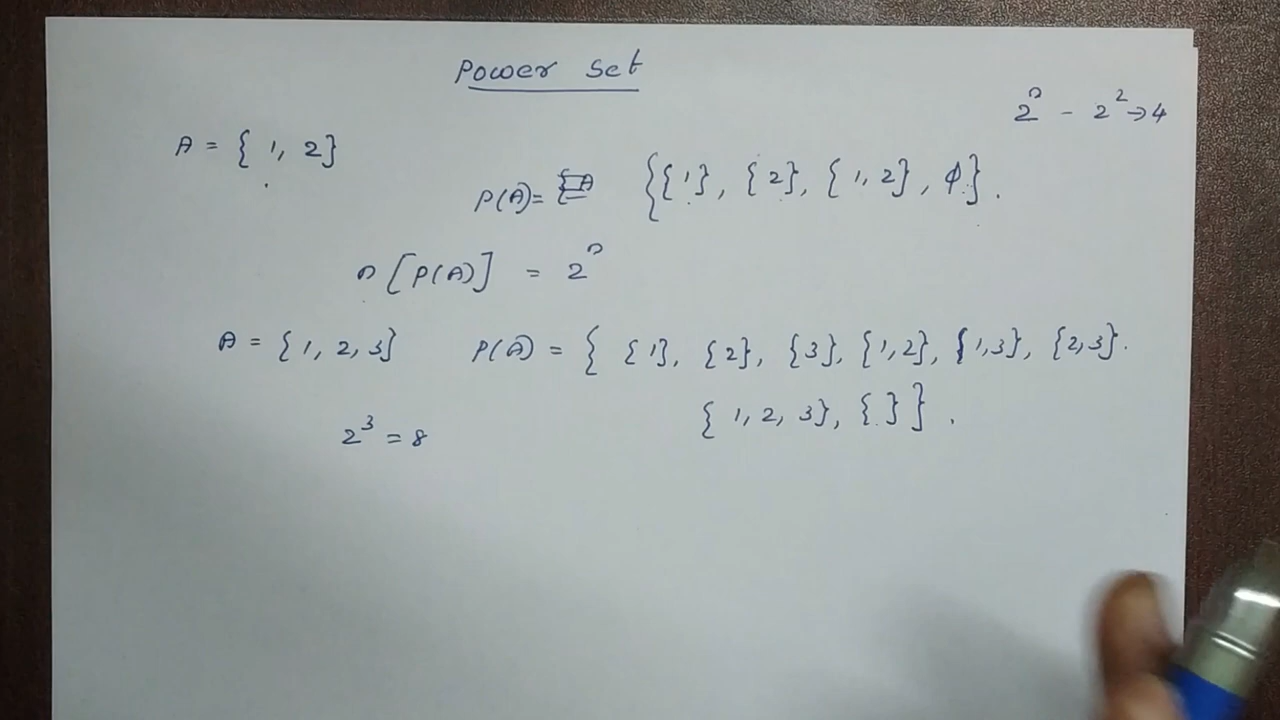 Power Set
2ⁿ - 2² → 4
A = { 1, 2}
P(A) = { {1}, {2}, {1, 2}, ϕ}.
n [P(A)] = 2ⁿ
A = {1, 2, 3} P(A) = { {1}, {2}, {3}, {1,2}, {1,3}, {2,3}.
{ 1, 2, 3}, { } } .
2³ = 8